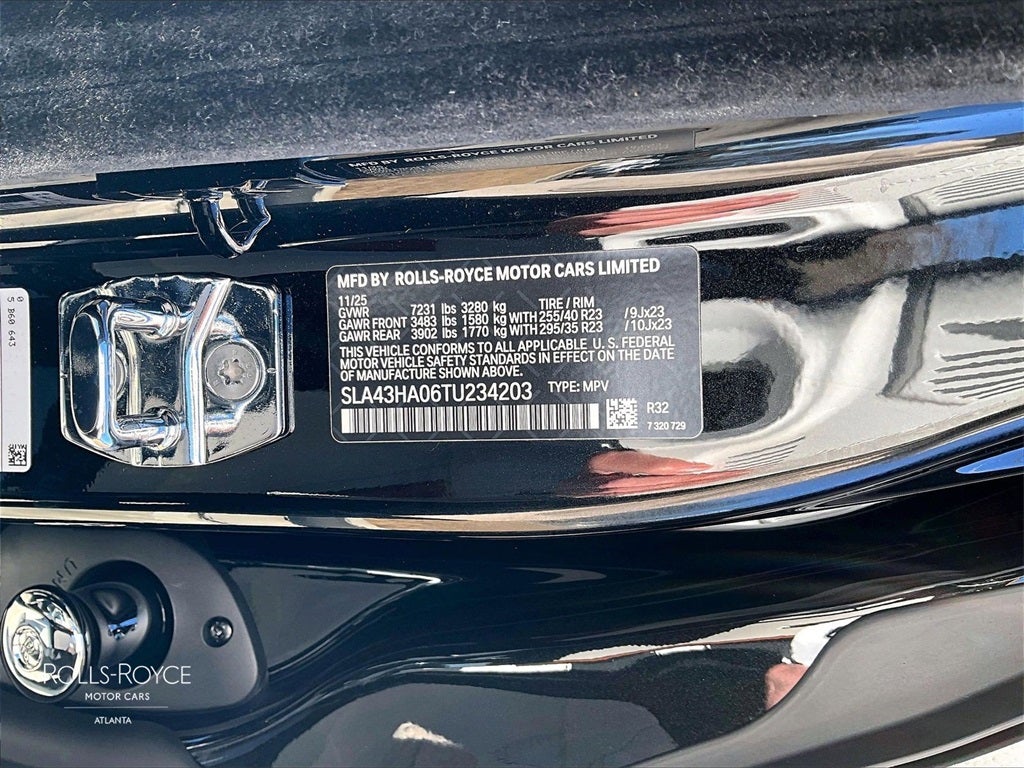 MFD BY ROLLS-ROYCE MOTOR CARS LIMITED
MFD BY ROLLS-ROYCE MOTOR CARS LIMITED
11/25
GVWR 7231 lbs 3280 kg TIRE / RIM
GAWR FRONT 3483 lbs 1580 kg WITH 255/40 R23 /9Jx23
GAWR REAR 3902 lbs 1770 kg WITH 295/35 R23 /10Jx23
THIS VEHICLE CONFORMS TO ALL APPLICABLE U.S. FEDERAL
MOTOR VEHICLE SAFETY STANDARDS IN EFFECT ON THE DATE
OF MANUFACTURE SHOWN ABOVE.
SLA43HA06TU234203 TYPE: MPV
R32
7 320 729
0
5 B60 643
ROLLS-ROYCE
MOTOR CARS
ATLANTA